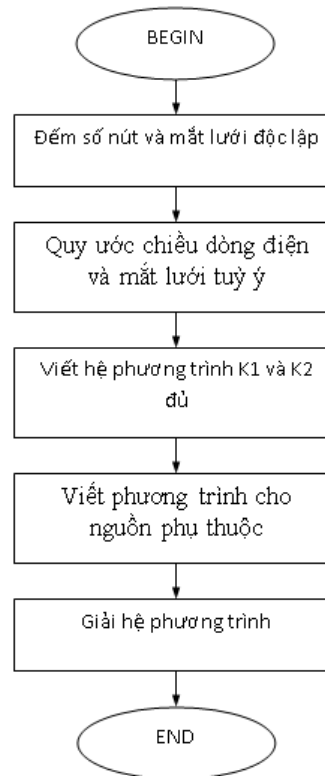 BEGIN
Đếm số nút và mắt lưới độc lập
Quy ước chiều dòng điện
và mắt lưới tuỳ ý
Viết hệ phương trình K1 và K2
đủ
Viết phương trình cho
nguồn phụ thuộc
Giải hệ phương trình
END